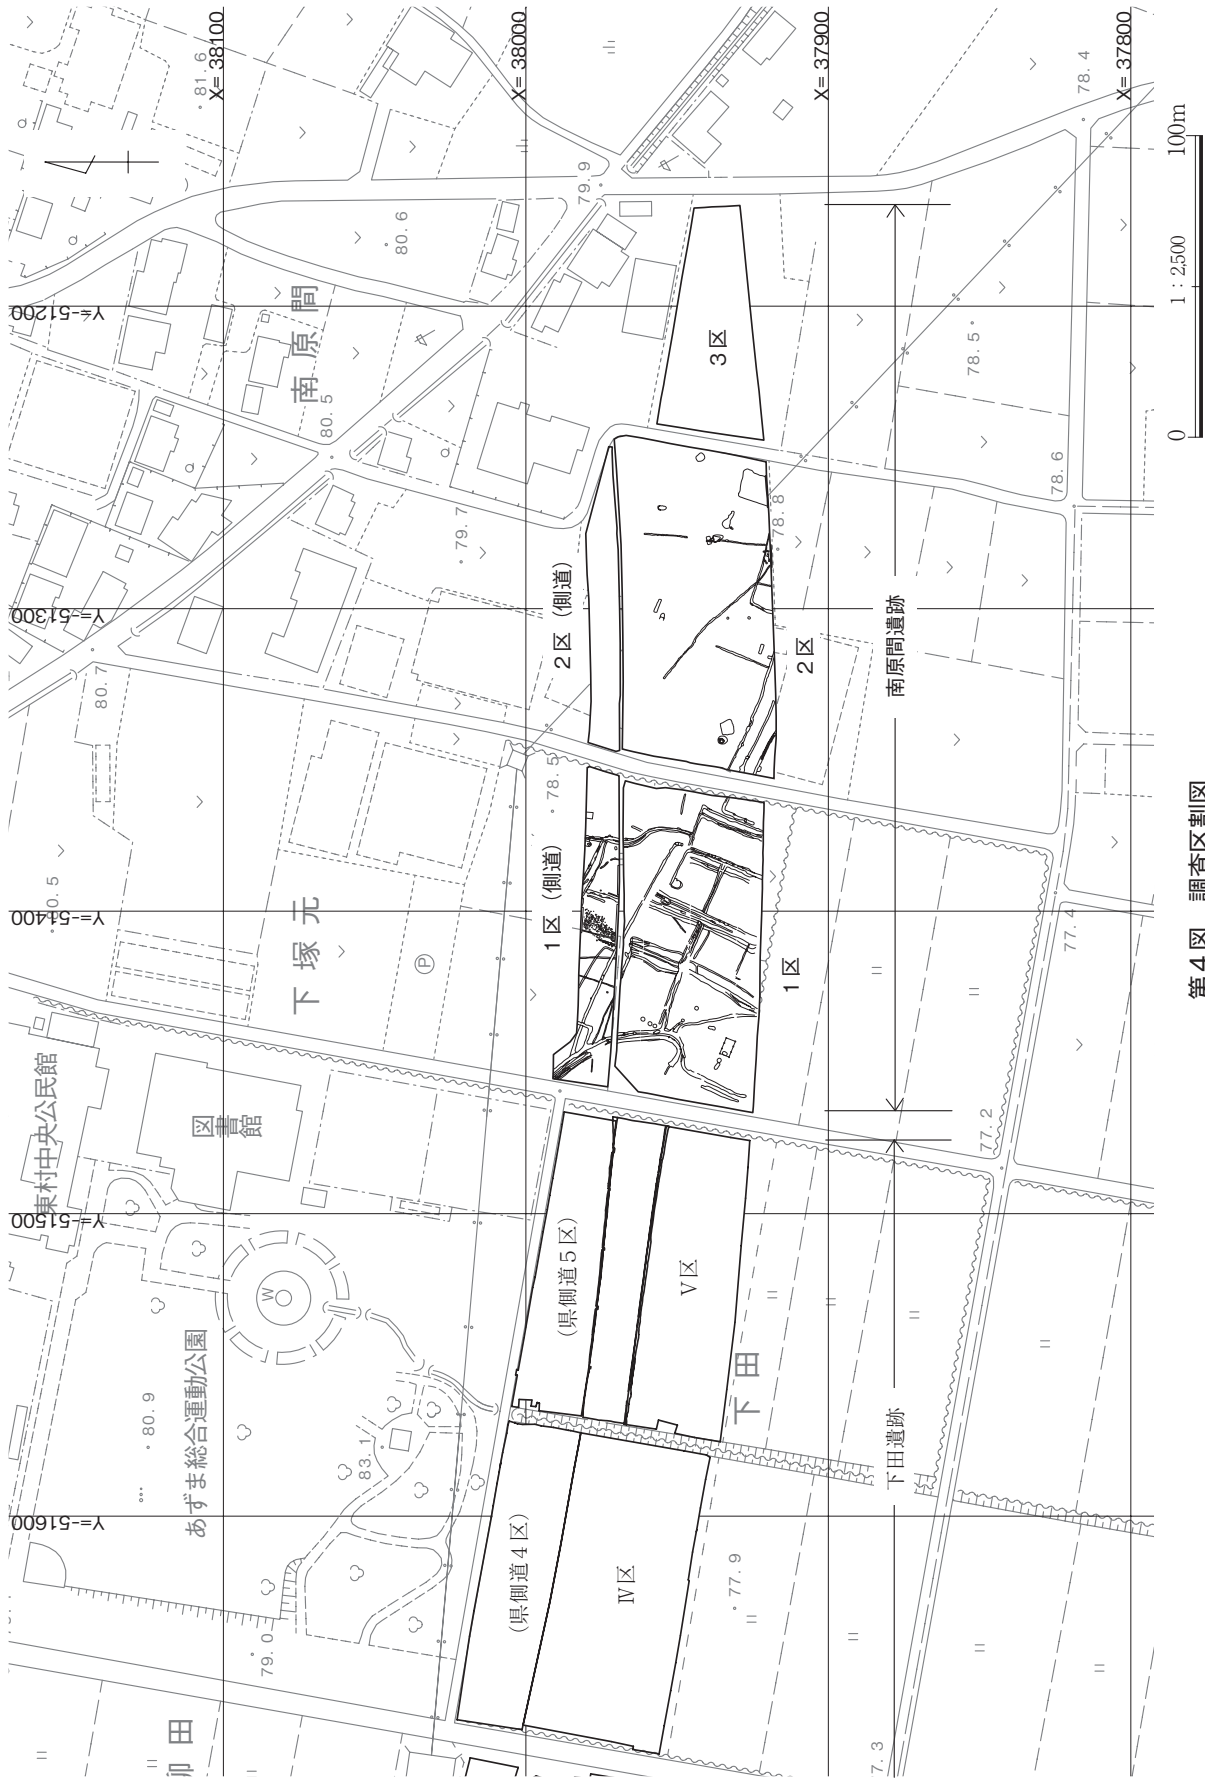 X= 38100
X= 38000
X= 37900
X= 37800
Y=-51200
Y=-51300
Y=-51400
Y=-51500
Y=-51600
81. 6
80. 6
79. 9
78. 4
80. 5
79. 7
78. 8
78. 5
78. 6
80. 7
78. 5
80. 5
77. 4
77. 2
80. 9
83. 1
79. 0
77. 9
7. 3
南原間
下塚元
P
東村中央公民館
図書館
W
あずま総合運動公園
柳田
下田
3区
2区（側道）
2区
1区（側道）
1区
(県側道5区)
V区
(県側道4区)
Ⅳ区
南原間遺跡
下田遺跡
0
1：2,500
100m
第4図　調査区割図